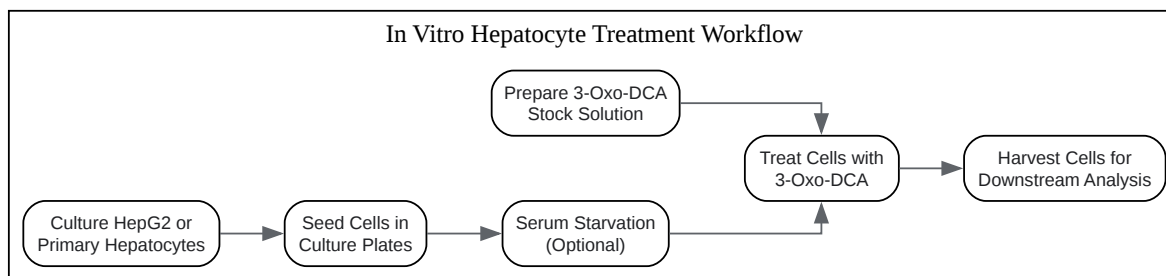 In Vitro Hepatocyte Treatment Workflow
Prepare 3-Oxo-DCA
Stock Solution
Treat Cells with
3-Oxo-DCA
Harvest Cells for
Downstream Analysis
Culture HepG2 or
Primary Hepatocytes
Seed Cells in
Culture Plates
Serum Starvation
(Optional)